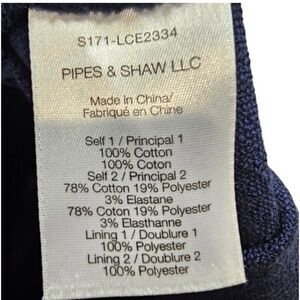 S171-LCE2334
PIPES & SHAW LLC
Made in China/
Fabriqué en Chine
Self 1 / Principal 1
100% Cotton
100% Coton
Self 2 / Principal 2
78% Cotton 19% Polyester
3% Elastane
78% Coton 19% Polyester
3% Elasthanne
Lining 1 / Doublure 1
100% Polyester
Lining 2 / Doublure 2
100% Polyester